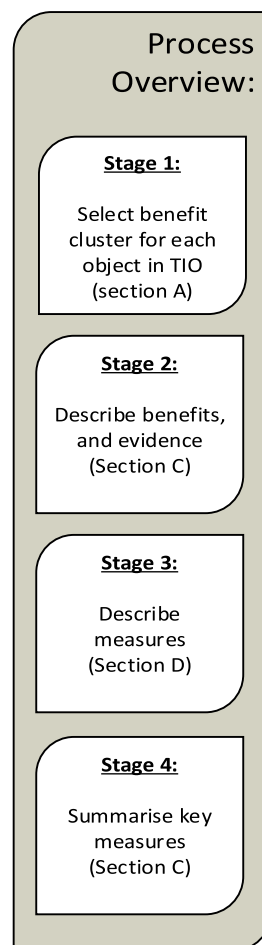 Process
Overview:
Stage 1:
Select benefit
cluster for each
object in TIO
(section A)
Stage 2:
Describe benefits,
and evidence
(Section C)
Stage 3:
Describe
measures
(Section D)
Stage 4:
Summarise key
measures
(Section C)